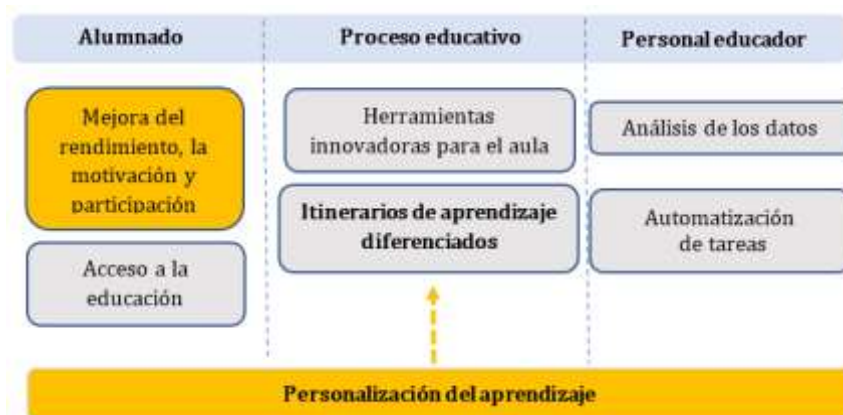 Alumnado
Proceso educativo
Personal educador
Mejora del
rendimiento, la
motivación y
participación
Acceso a la
educación
Herramientas
innovadoras para el aula
Itinerarios de aprendizaje
diferenciados
Análisis de los datos
Automatización
de tareas
Personalización del aprendizaje